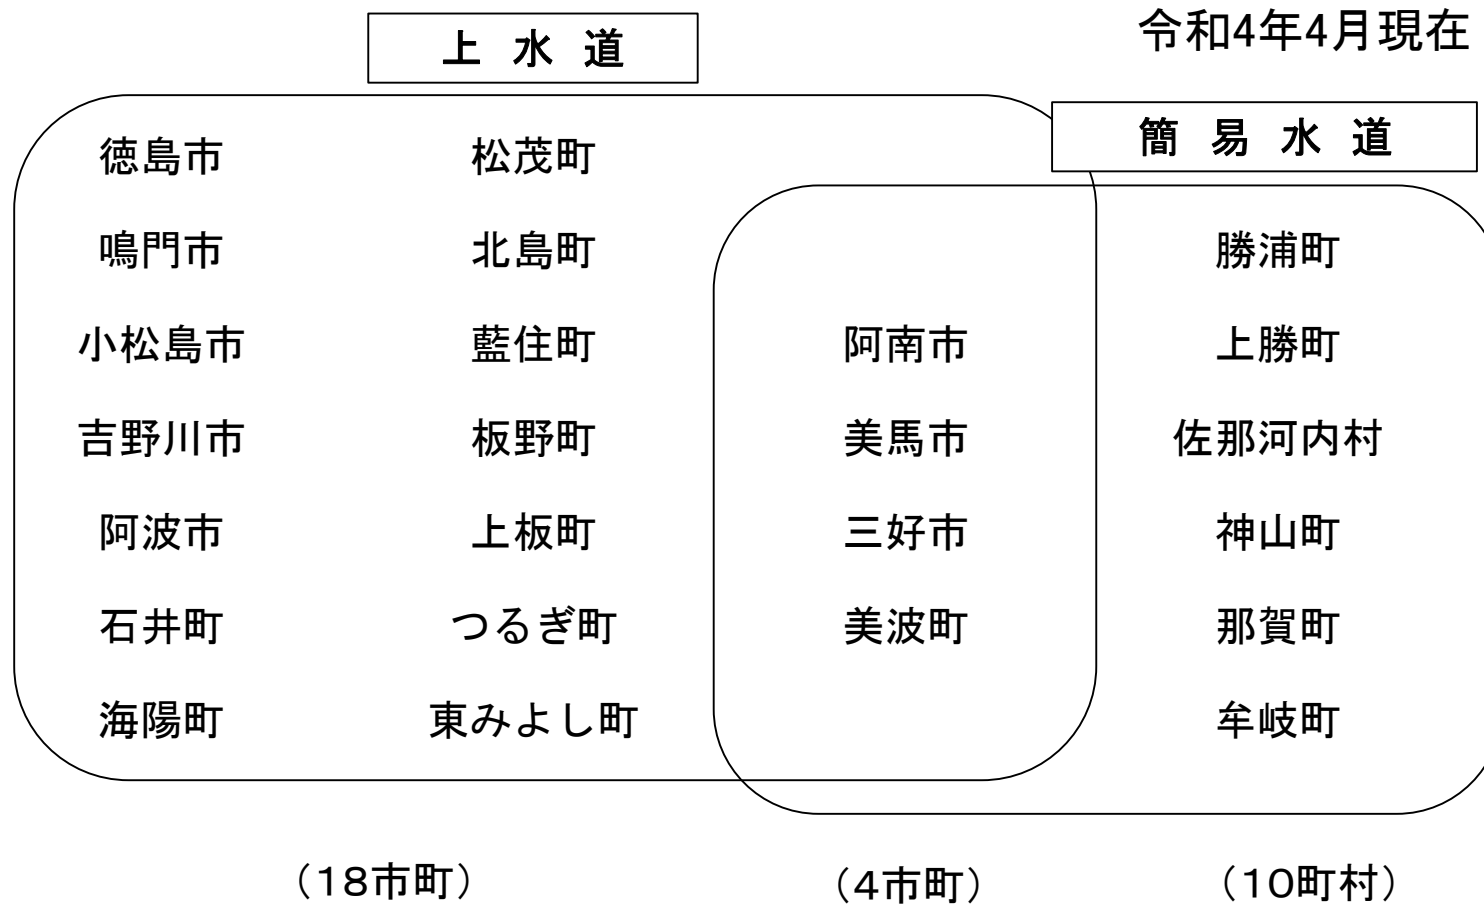 令和4年4月現在
上 水 道
簡 易 水 道
徳島市 松茂町
鳴門市 北島町 勝浦町
小松島市 藍住町 阿南市 上勝町
吉野川市 板野町 美馬市 佐那河内村
阿波市 上板町 三好市 神山町
石井町 つるぎ町 美波町 那賀町
海陽町 東みよし町 牟岐町
（18市町） （4市町） （10町村）